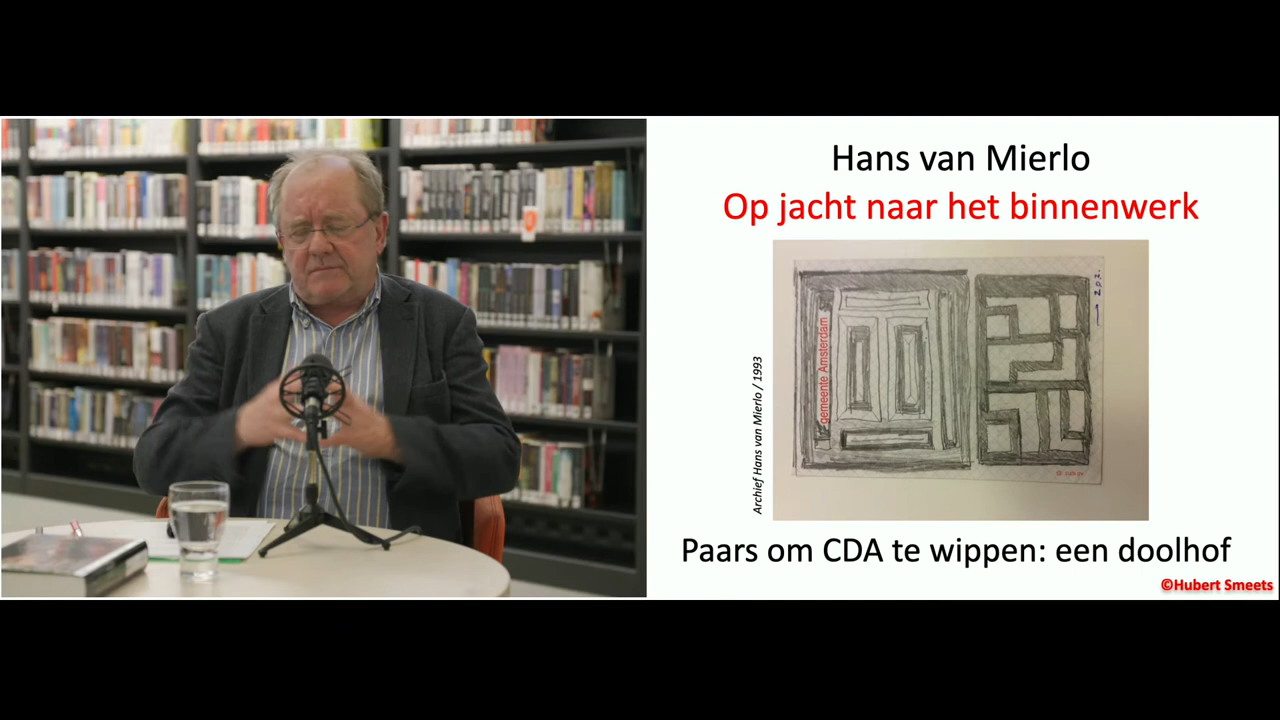 Hans van Mierlo
Op jacht naar het binnenwerk
Archief Hans van Mierlo / 1993
gemeente Amsterdam
Paars om CDA te wippen: een doolhof
©Hubert Smeets